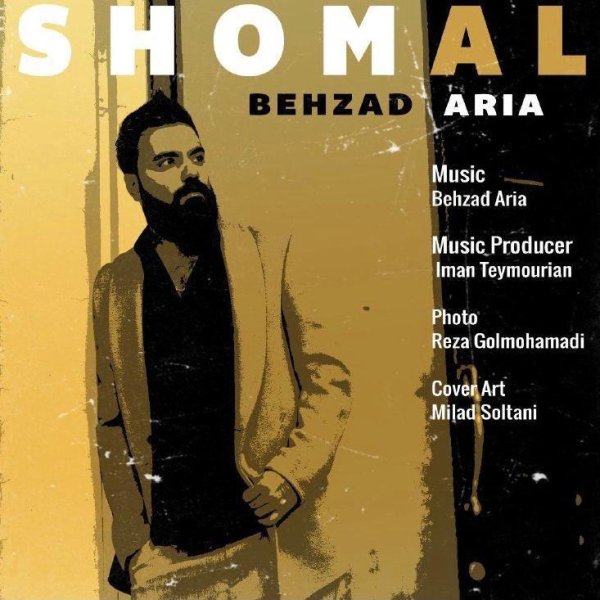 SHOMAL
BEHZAD ARIA
Music
Behzad Aria
Music Producer
Iman Teymourian
Photo
Reza Golmohamadi
Cover Art
Milad Soltani